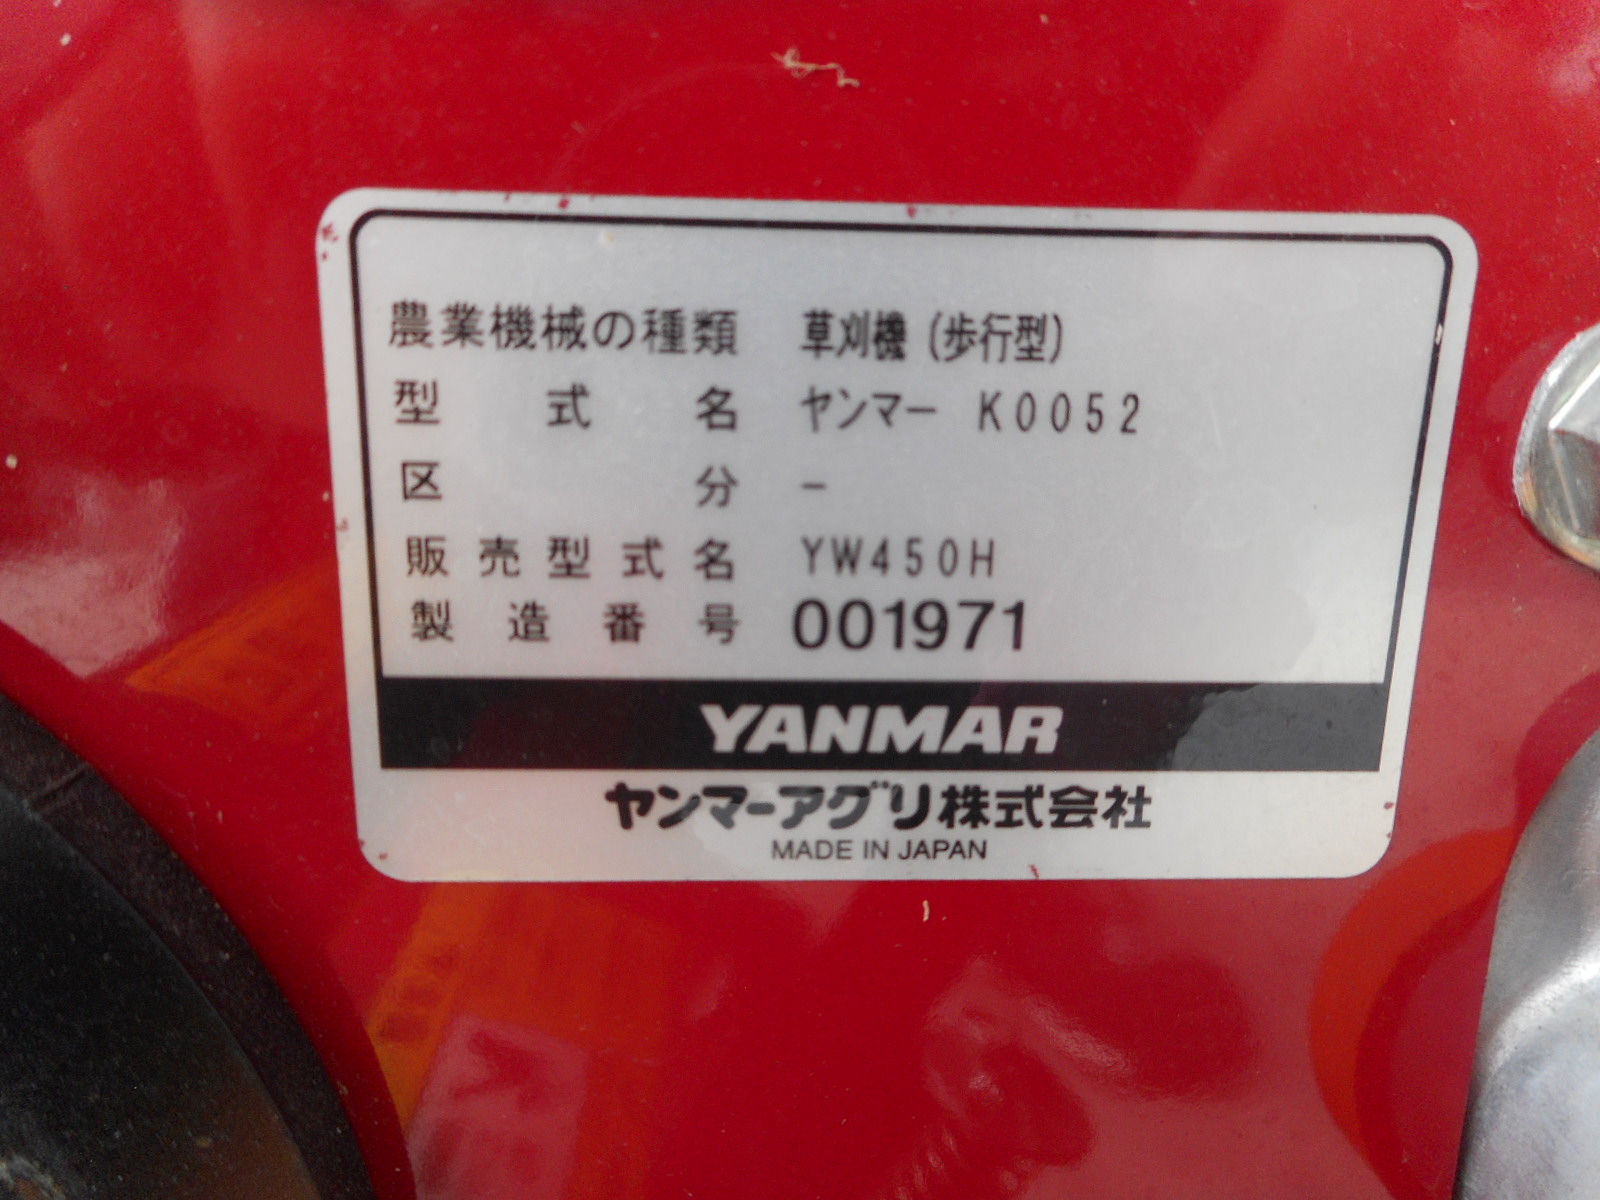 農業機械の種類 草刈機(歩行型)
型式名 ヤンマー K0052
区分 -
販売型式名 YW450H
製造番号 001971
YANMAR
ヤンマーアグリ株式会社
MADE IN JAPAN